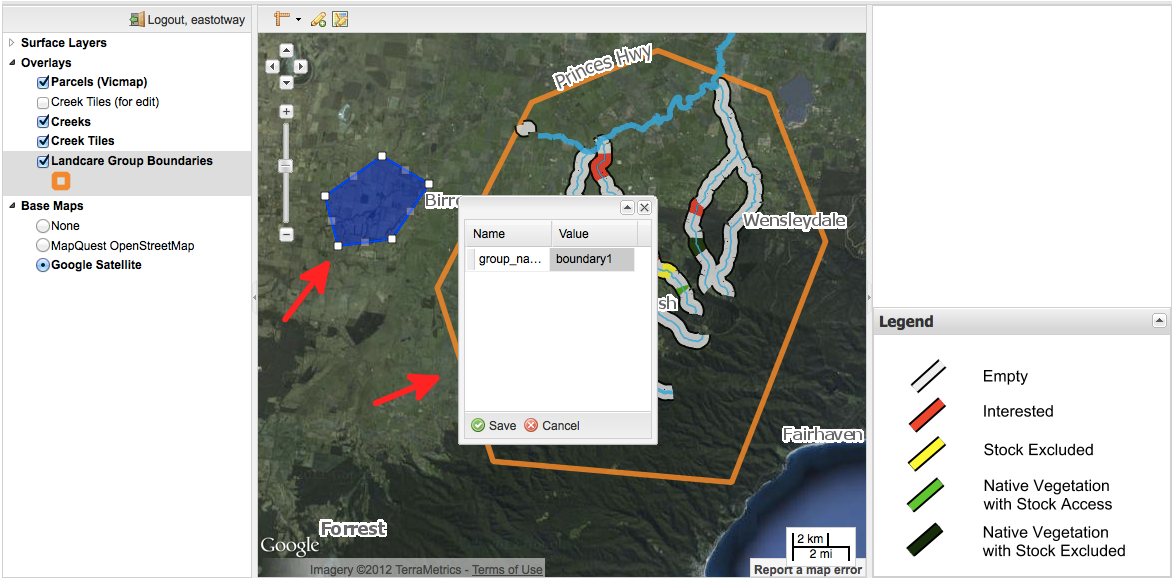 Logout, eastotway
Surface Layers
Overlays
Parcels (Vicmap)
Creek Tiles (for edit)
Creeks
Creek Tiles
Landcare Group Boundaries
Base Maps
None
MapQuest OpenStreetMap
Google Satellite
Princes Hwy
Birre
Wensleydale
sh
Fairhaven
Forrest
Name Value
group_na... boundary1
Save Cancel
Google
2 km
2 mi
Imagery ©2012 TerraMetrics - Terms of Use
Report a map error
Legend
Empty
Interested
Stock Excluded
Native Vegetation
with Stock Access
Native Vegetation
with Stock Excluded